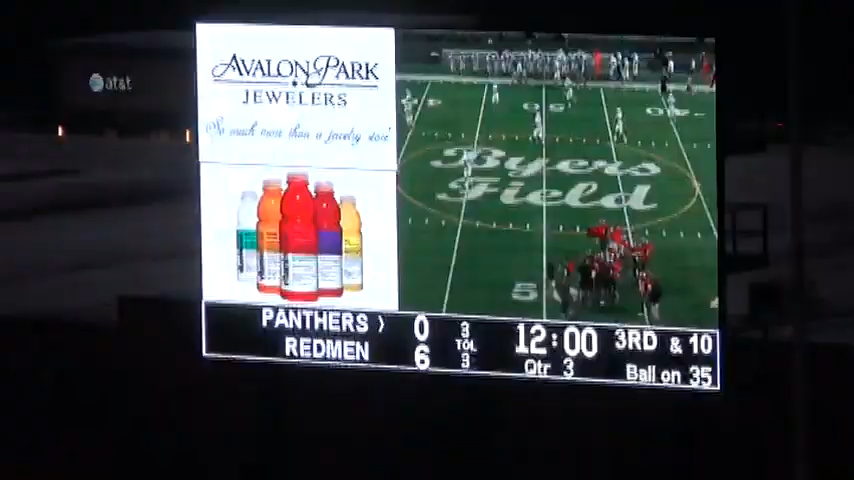 at&t
AVALON PARK
JEWELERS
So much more than a jewelry store!
Byers
Field
50
PANTHERS > 0 3 12:00 3RD & 10
TOL
REDMEN 6 3 Qtr 3 Ball on 35